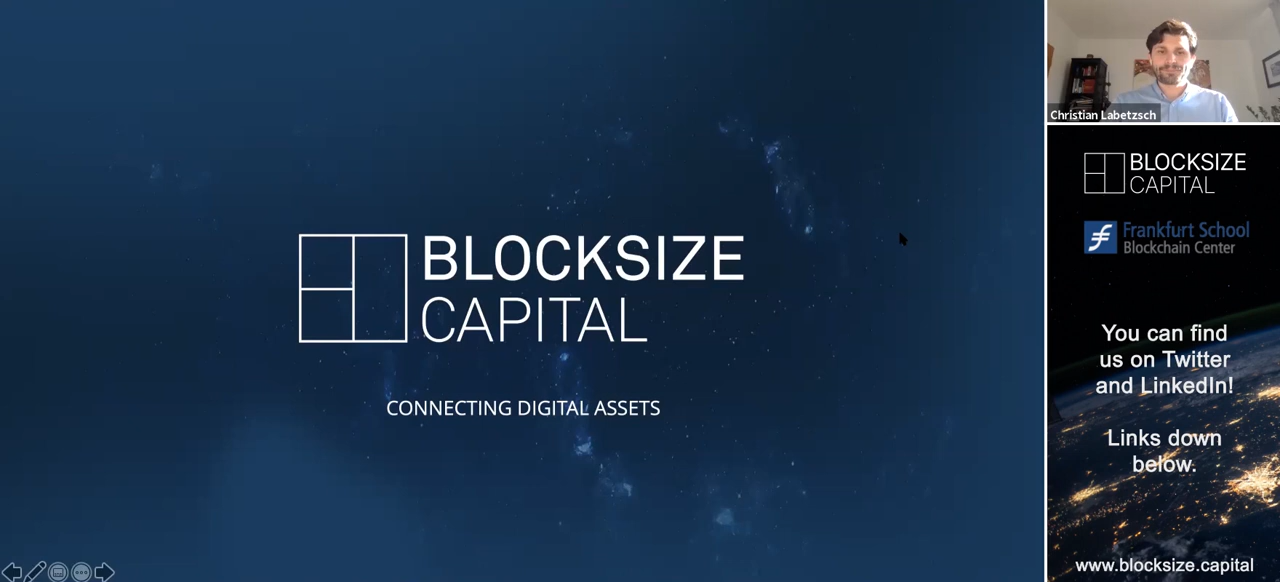 BLOCKSIZE
CAPITAL
CONNECTING DIGITAL ASSETS
Christian Labetzsch
BLOCKSIZE
CAPITAL
Frankfurt School
Blockchain Center
You can find
us on Twitter
and LinkedIn!
Links down
below.
www.blocksize.capital